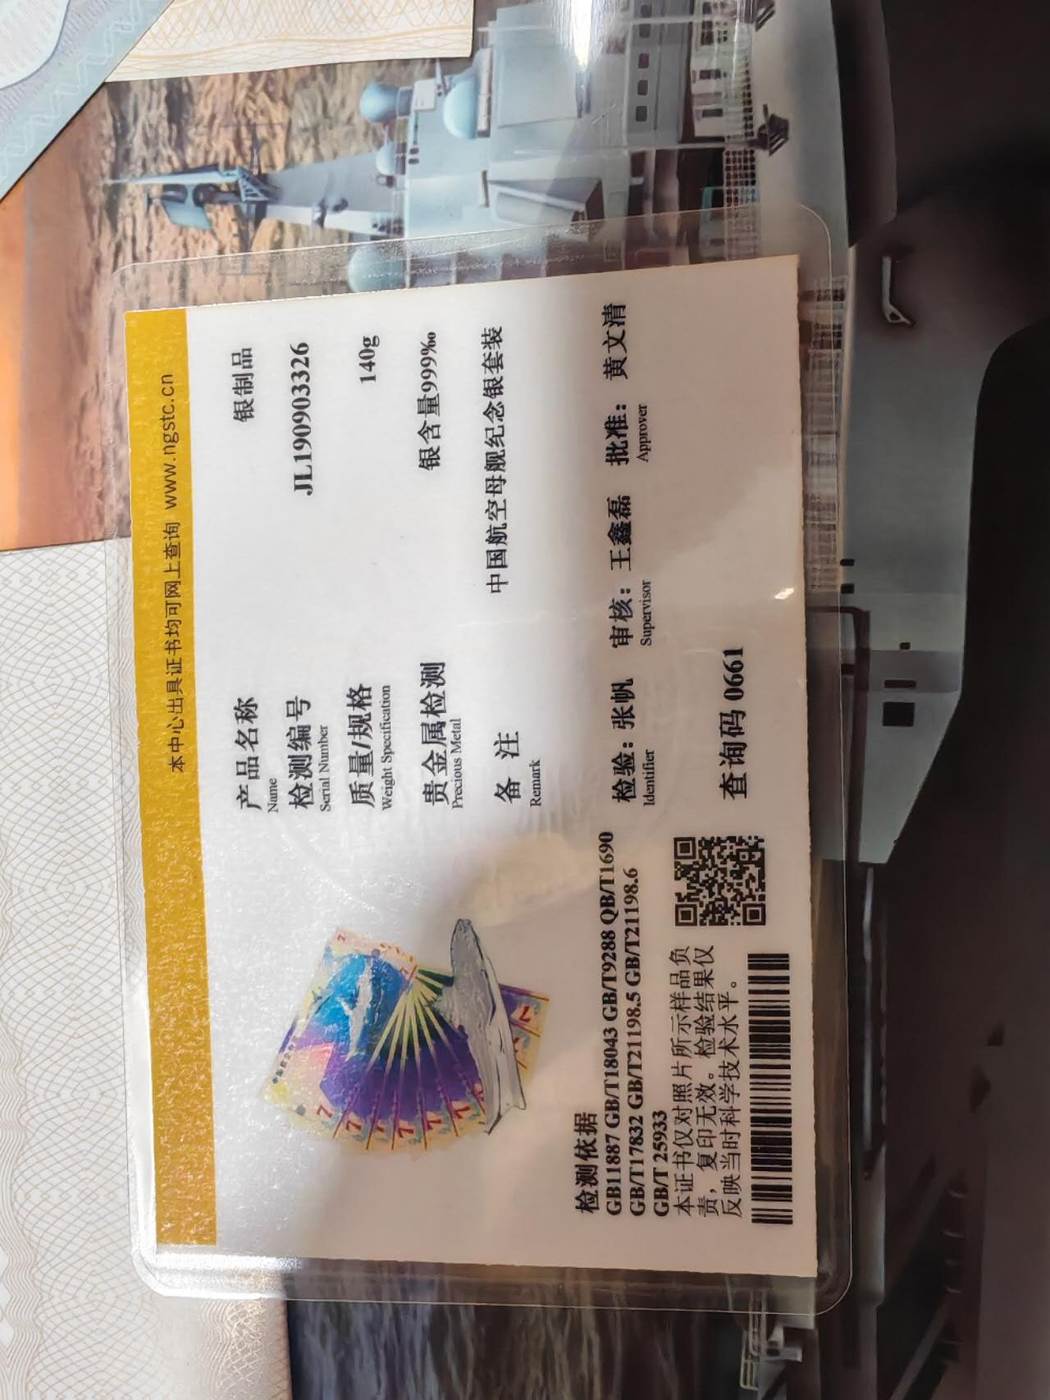 本中心出具证书均可网上查询 www.ngstc.cn
产品名称 银制品
Name
检测编号 JL190903326
Serial Number
质量/规格 140g
Weight Specification
贵金属检测 银含量999‰
Precious Metal
备 注 中国航空母舰纪念银套装
Remark
检测依据
GB11887 GB/T18043 GB/T9288 QB/T1690
GB/T17832 GB/T21198.5 GB/T21198.6
GB/T 25933
本证书仅对照片所示样品负
责，复印无效。检验结果仅
反映当时科学技术水平。
检验：张帆 审核：王鑫磊 批准：黄文清
Identifier Supervisor Approver
查询码 0661